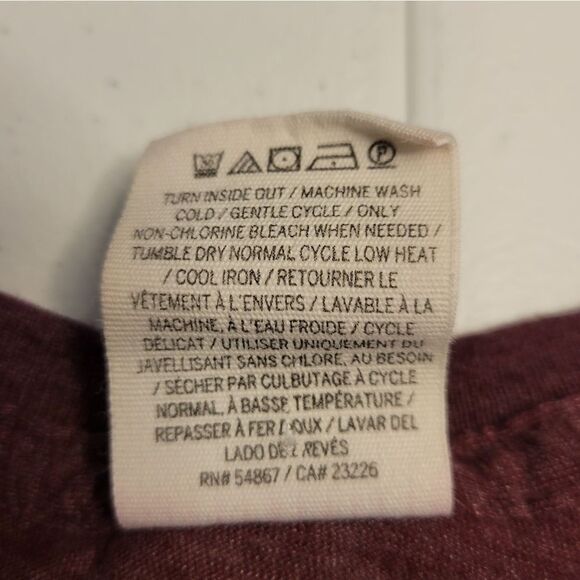 TURN INSIDE OUT / MACHINE WASH
COLD / GENTLE CYCLE / ONLY
NON-CHLORINE BLEACH WHEN NEEDED /
TUMBLE DRY NORMAL CYCLE LOW HEAT
/ COOL IRON / RETOURNER LE
VÊTEMENT À L'ENVERS / LAVABLE À LA
MACHINE, À L'EAU FROIDE / CYCLE
DÉLICAT / UTILISER UNIQUEMENT DU
JAVELLISANT SANS CHLORE, AU BESOIN
/ SÉCHER PAR CULBUTAGE À CYCLE
NORMAL, À BASSE TEMPÉRATURE /
REPASSER À FER DOUX / LAVAR DEL
LADO DEL REVÉS
RN# 54867 / CA# 23226